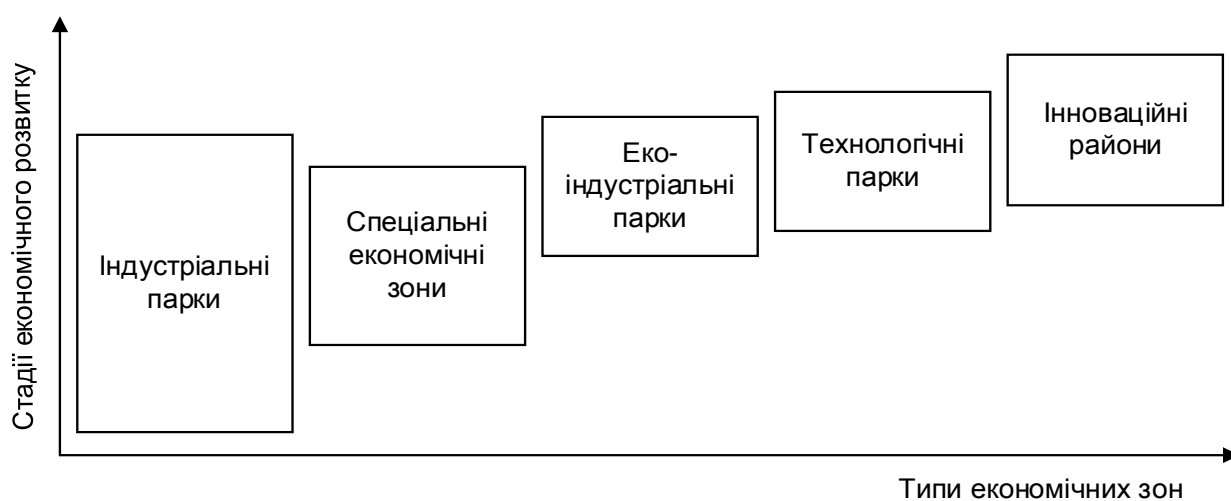 Стадії економічного розвитку
Індустріальні
парки
Спеціальні
економічні
зони
Еко-
індустріальні
парки
Технологічні
парки
Інноваційні
райони
Типи економічних зон